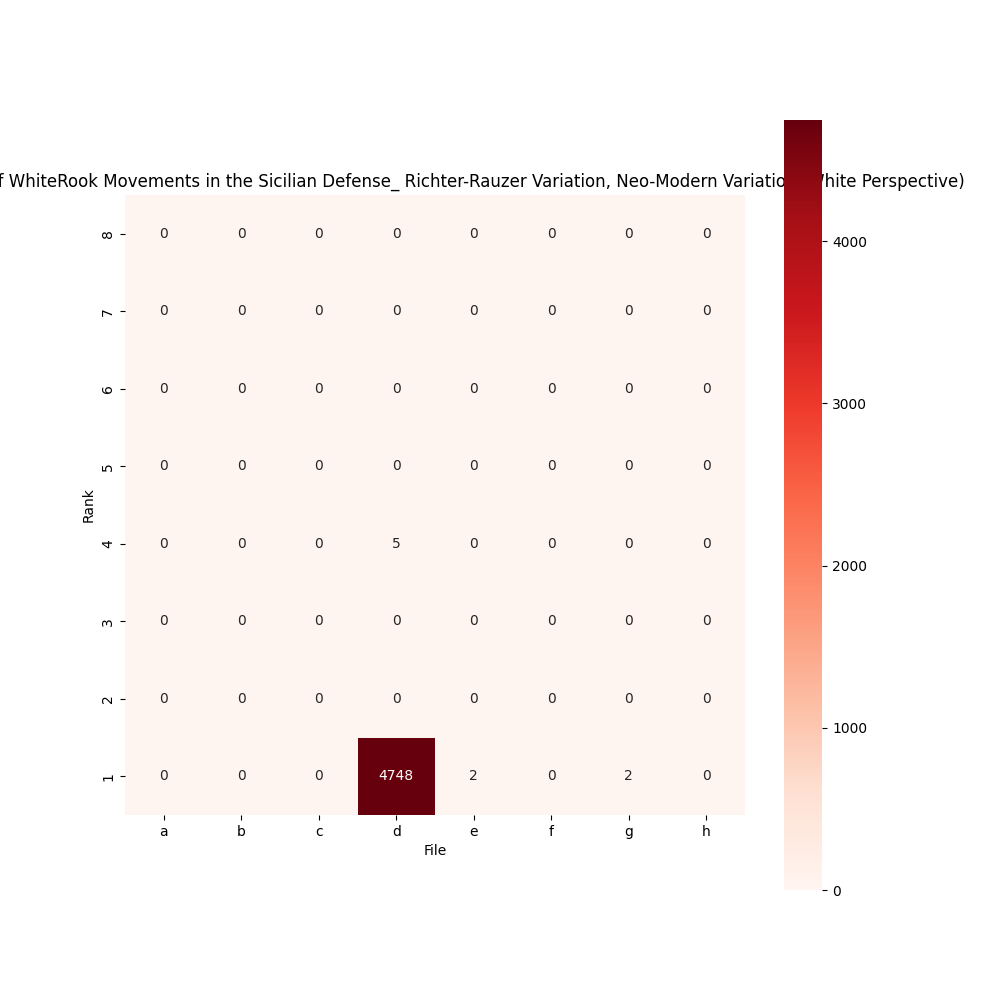 WhiteRook Movements in the Sicilian Defense_ Richter-Rauzer Variation, Neo-Modern Perspective)
4000
3000
2000
1000
0
Rank
8 0 0 0 0 0 0 0 0
7 0 0 0 0 0 0 0 0
6 0 0 0 0 0 0 0 0
5 0 0 0 0 0 0 0 0
4 0 0 0 5 0 0 0 0
3 0 0 0 0 0 0 0 0
2 0 0 0 0 0 0 0 0
1 0 0 0 4748 2 0 2 0
a b c d e f g h
File